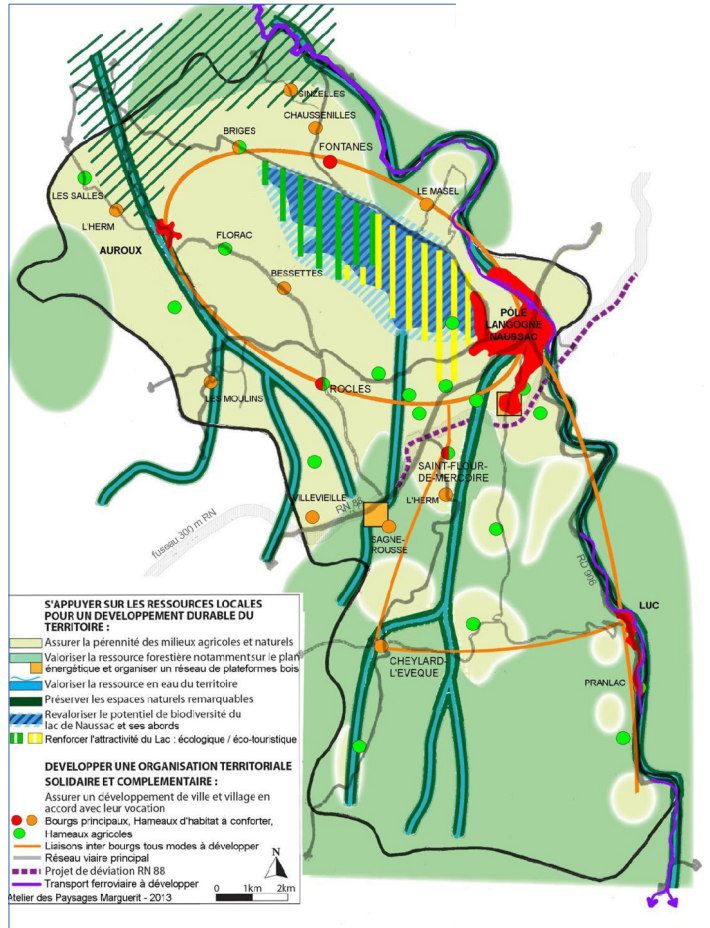 SINZELLES
CHAUSSENILLES
BRIGES
FONTANES
LES SALLES
LE MASEL
L'HERM
FLORAC
AUROUX
BESSETTES
PÔLE
LANGOGNE
NAUSSAC
LES MOULINS
ROCLES
SAINT-FLOUR-
DE-MERCOIRE
VILLEVIEILLE
RN 88
L'HERM
fuseau 300 m RN
SAGNE-
ROUSSE
RD 906
LUC
CHEYLARD-
L'EVEQUE
PRANLAC
S'APPUYER SUR LES RESSOURCES LOCALES
POUR UN DEVELOPPEMENT DURABLE DU
TERRITOIRE :
Assurer la pérennité des milieux agricoles et naturels
Valoriser la ressource forestière notamment sur le plan
énergétique et organiser un réseau de plateformes bois
Valoriser la ressource en eau du territoire
Préserver les espaces naturels remarquables
Revaloriser le potentiel de biodiversité du
lac de Naussac et ses abords
Renforcer l'attractivité du Lac : écologique / éco-touristique
DEVELOPPER UNE ORGANISATION TERRITORIALE
SOLIDAIRE ET COMPLEMENTAIRE :
Assurer un développement de ville et village en
accord avec leur vocation
Bourgs principaux, Hameaux d'habitat à conforter,
Hameaux agricoles
Liaisons inter bourgs tous modes à développer
Réseau viaire principal
Projet de déviation RN 88
Transport ferroviaire à développer
N
0 1km 2km
Atelier des Paysages Marguerit - 2013